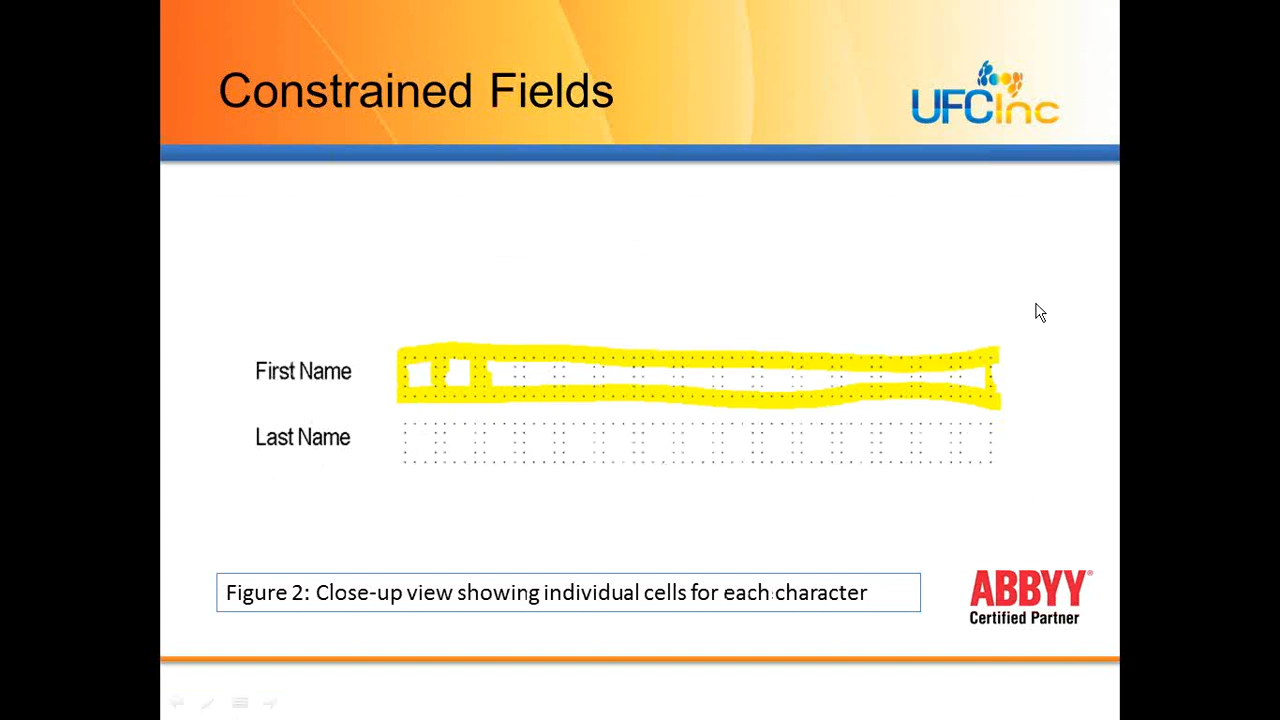 Constrained Fields
UFCInc
First Name
Last Name
Figure 2: Close-up view showing individual cells for each character
ABBYY®
Certified Partner